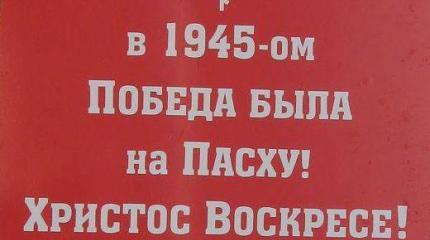 в 1945-ом
Победа была
на Пасху!
Христос Воскресе!